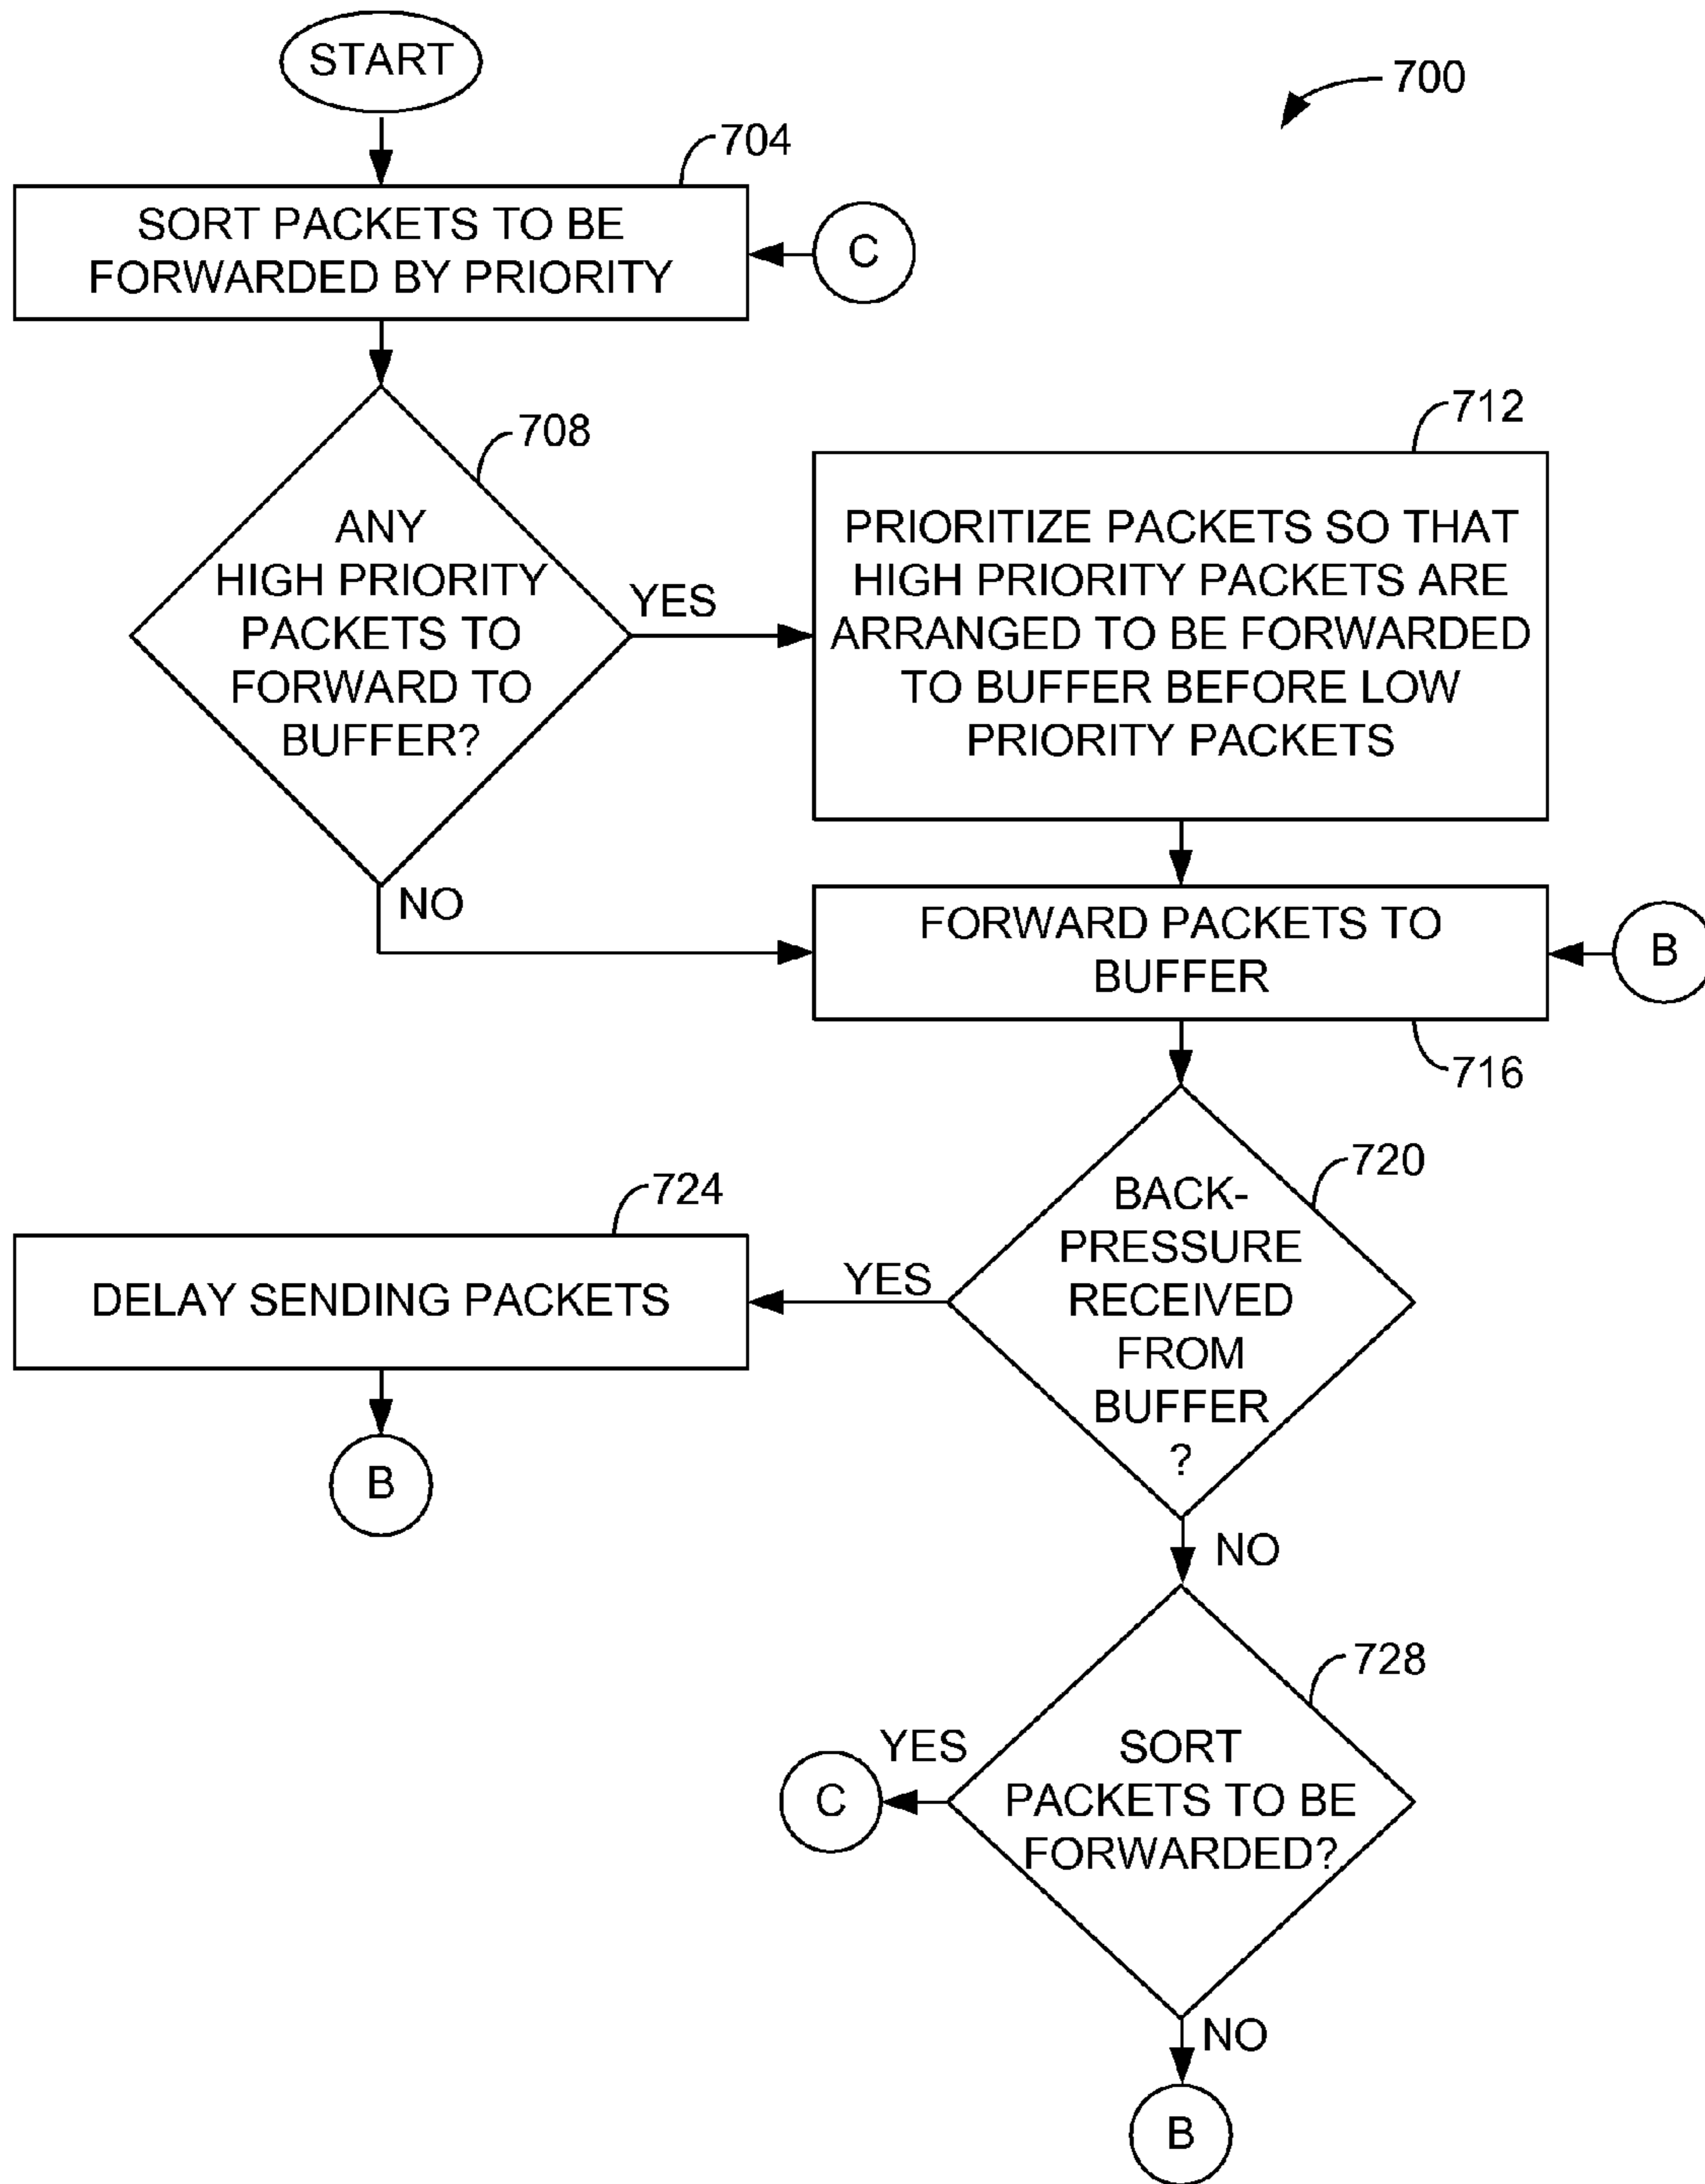 START
700
704
SORT PACKETS TO BE
FORWARDED BY PRIORITY
C
708
ANY
HIGH PRIORITY
PACKETS TO
FORWARD TO
BUFFER?
YES
712
PRIORITIZE PACKETS SO THAT
HIGH PRIORITY PACKETS ARE
ARRANGED TO BE FORWARDED
TO BUFFER BEFORE LOW
PRIORITY PACKETS
NO
FORWARD PACKETS TO
BUFFER
B
716
720
BACK-
PRESSURE
RECEIVED
FROM
BUFFER
?
YES
724
DELAY SENDING PACKETS
B
NO
728
SORT
PACKETS TO BE
FORWARDED?
YES
C
NO
B